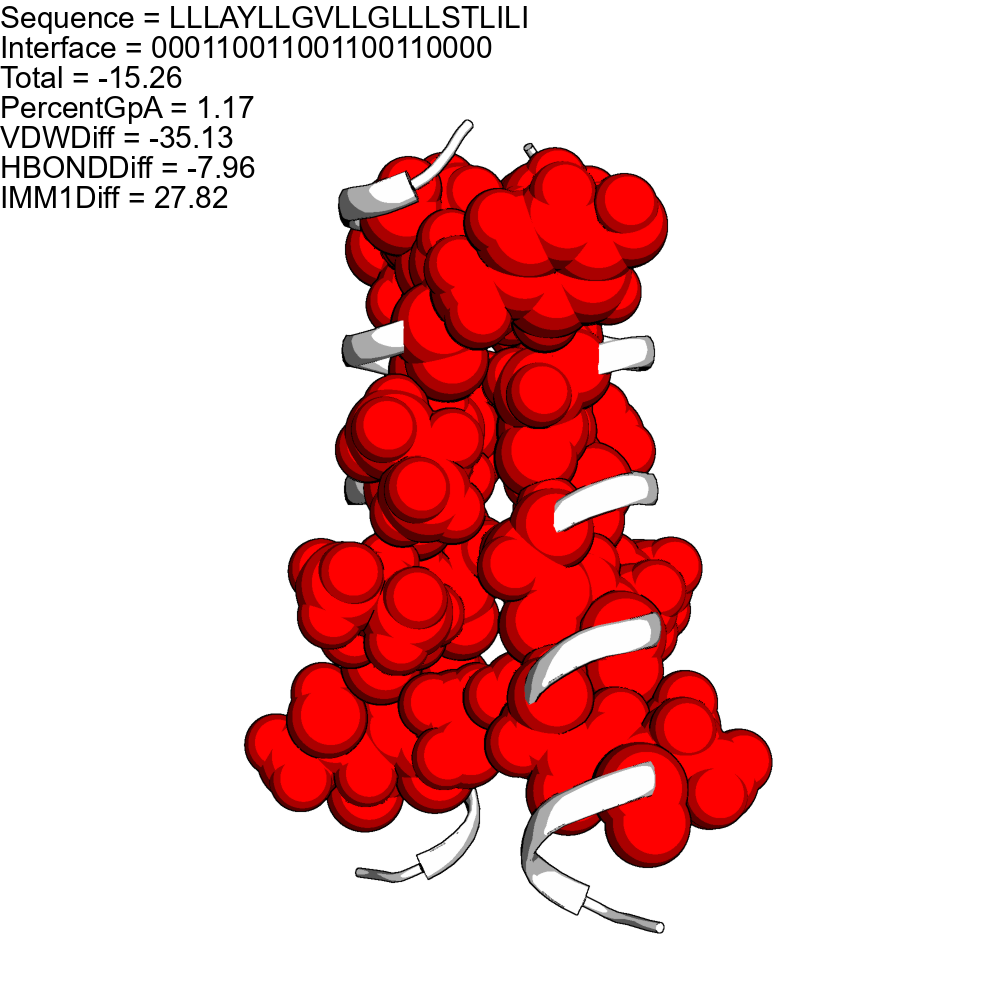 Sequence = LLLAYLLGVLLGLLLSTLILI
Interface = 000110011001100110000
Total = -15.26
PercentGpA = 1.17
VDWDiff = -35.13
HBONDDiff = -7.96
IMM1Diff = 27.82